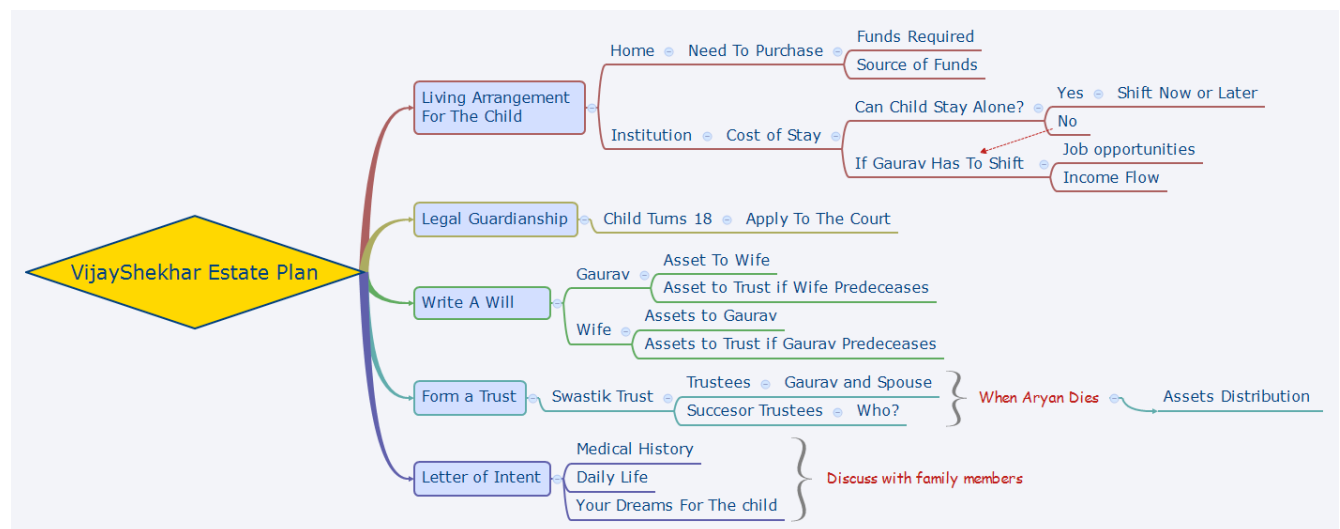 VijayShekhar Estate Plan
Living Arrangement
For The Child
Home
Need To Purchase
Funds Required
Source of Funds
Institution
Cost of Stay
Can Child Stay Alone?
Yes
Shift Now or Later
No
If Gaurav Has To Shift
Job opportunities
Income Flow
Legal Guardianship
Child Turns 18
Apply To The Court
Write A Will
Gaurav
Asset To Wife
Asset to Trust if Wife Predeceases
Wife
Assets to Gaurav
Assets to Trust if Gaurav Predeceases
Form a Trust
Swastik Trust
Trustees
Gaurav and Spouse
Succesor Trustees
Who?
When Aryan Dies
Assets Distribution
Letter of Intent
Medical History
Daily Life
Your Dreams For The child
Discuss with family members